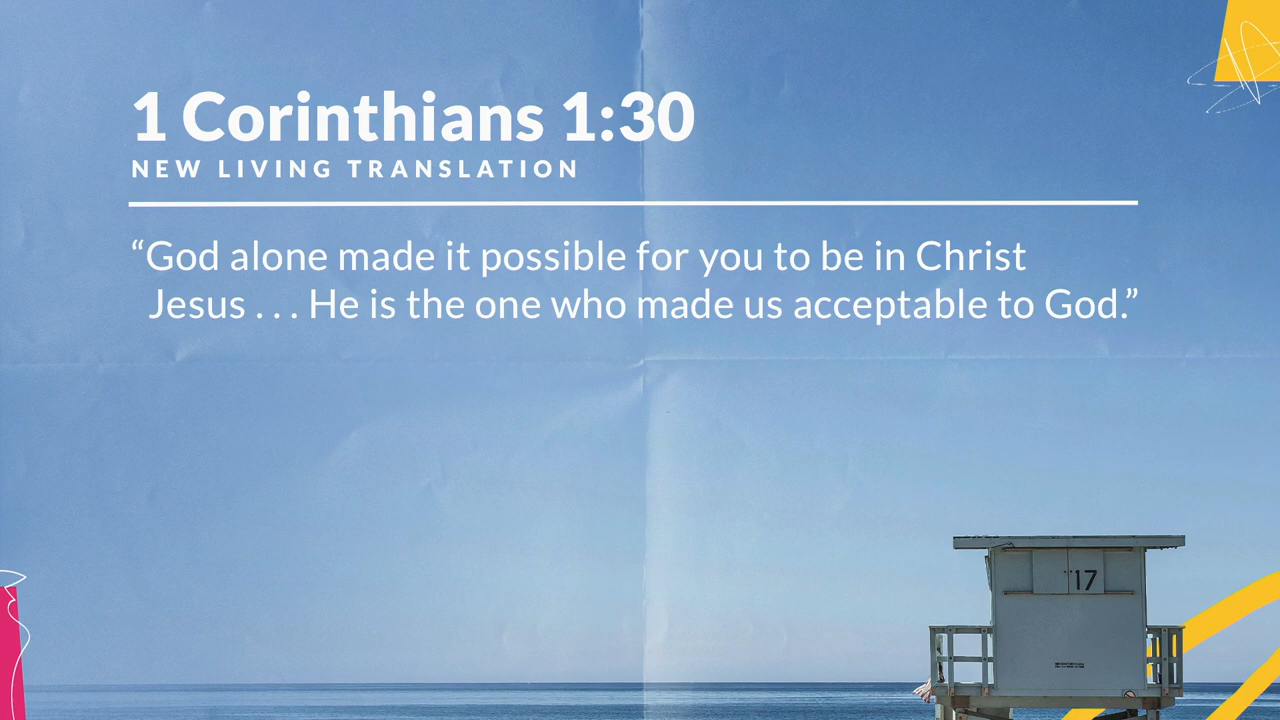 1 Corinthians 1:30
NEW LIVING TRANSLATION
“God alone made it possible for you to be in Christ
Jesus . . . He is the one who made us acceptable to God.”
17